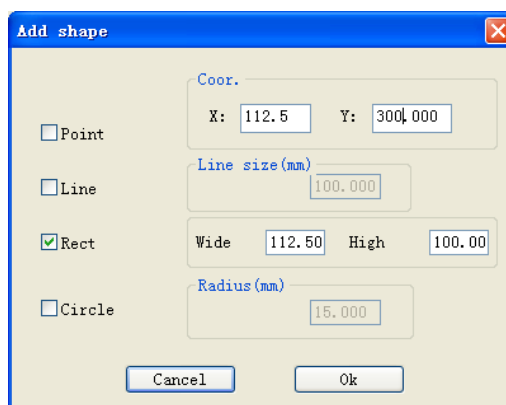 Add shape
Coor.
X: 112.5 Y: 300.000
Point
Line size(mm)
Line 100.000
Rect Wide 112.50 High 100.00
Radius(mm)
Circle 15.000
Cancel Ok